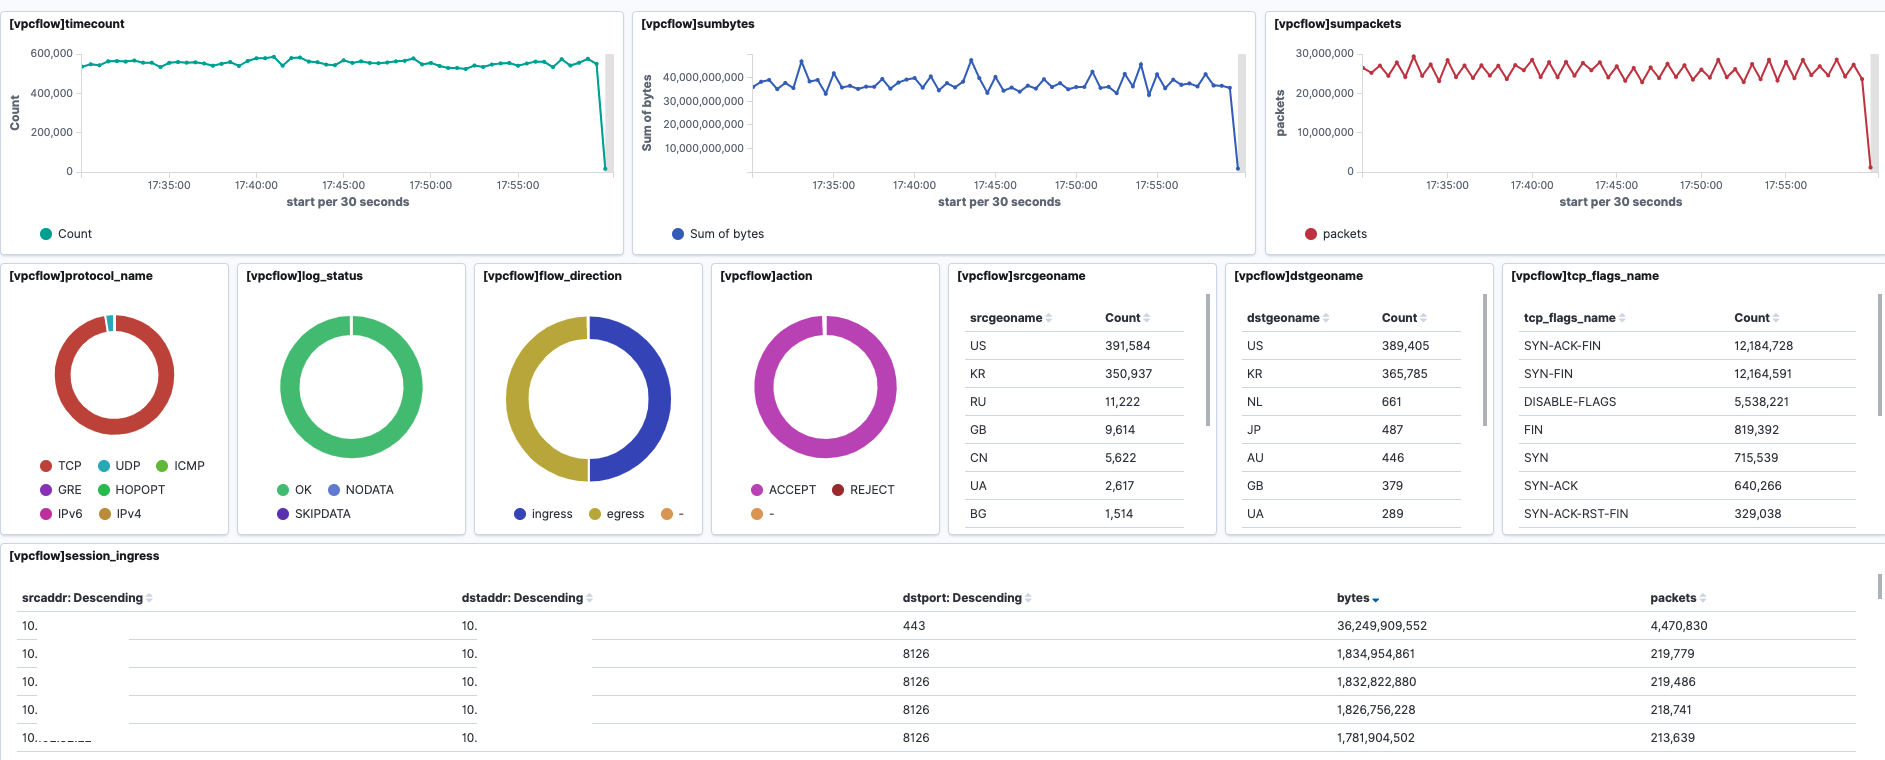 [vpcflow]timecount
600,000
400,000
200,000
0
Count
17:35:00 17:40:00 17:45:00 17:50:00 17:55:00
start per 30 seconds
Count
[vpcflow]sumbytes
40,000,000,000
30,000,000,000
20,000,000,000
10,000,000,000
Sum of bytes
17:35:00 17:40:00 17:45:00 17:50:00 17:55:00
start per 30 seconds
Sum of bytes
[vpcflow]sumpackets
30,000,000
20,000,000
10,000,000
0
packets
17:35:00 17:40:00 17:45:00 17:50:00 17:55:00
start per 30 seconds
packets
[vpcflow]protocol_name
TCP UDP ICMP
GRE HOPOPT
IPv6 IPv4
[vpcflow]log_status
OK NODATA
SKIPDATA
[vpcflow]flow_direction
ingress egress -
[vpcflow]action
ACCEPT REJECT
-
[vpcflow]srcgeoname
srcgeoname Count
US 391,584
KR 350,937
RU 11,222
GB 9,614
CN 5,622
UA 2,617
BG 1,514
[vpcflow]dstgeoname
dstgeoname Count
US 389,405
KR 365,785
NL 661
JP 487
AU 446
GB 379
UA 289
[vpcflow]tcp_flags_name
tcp_flags_name Count
SYN-ACK-FIN 12,184,728
SYN-FIN 12,164,591
DISABLE-FLAGS 5,538,221
FIN 819,392
SYN 715,539
SYN-ACK 640,266
SYN-ACK-RST-FIN 329,038
[vpcflow]session_ingress
srcaddr: Descending dstaddr: Descending dstport: Descending bytes packets
10. 10. 443 36,249,909,552 4,470,830
10. 10. 8126 1,834,954,861 219,779
10. 10. 8126 1,832,822,880 219,486
10. 10. 8126 1,826,756,228 218,741
10. 10. 8126 1,781,904,502 213,639